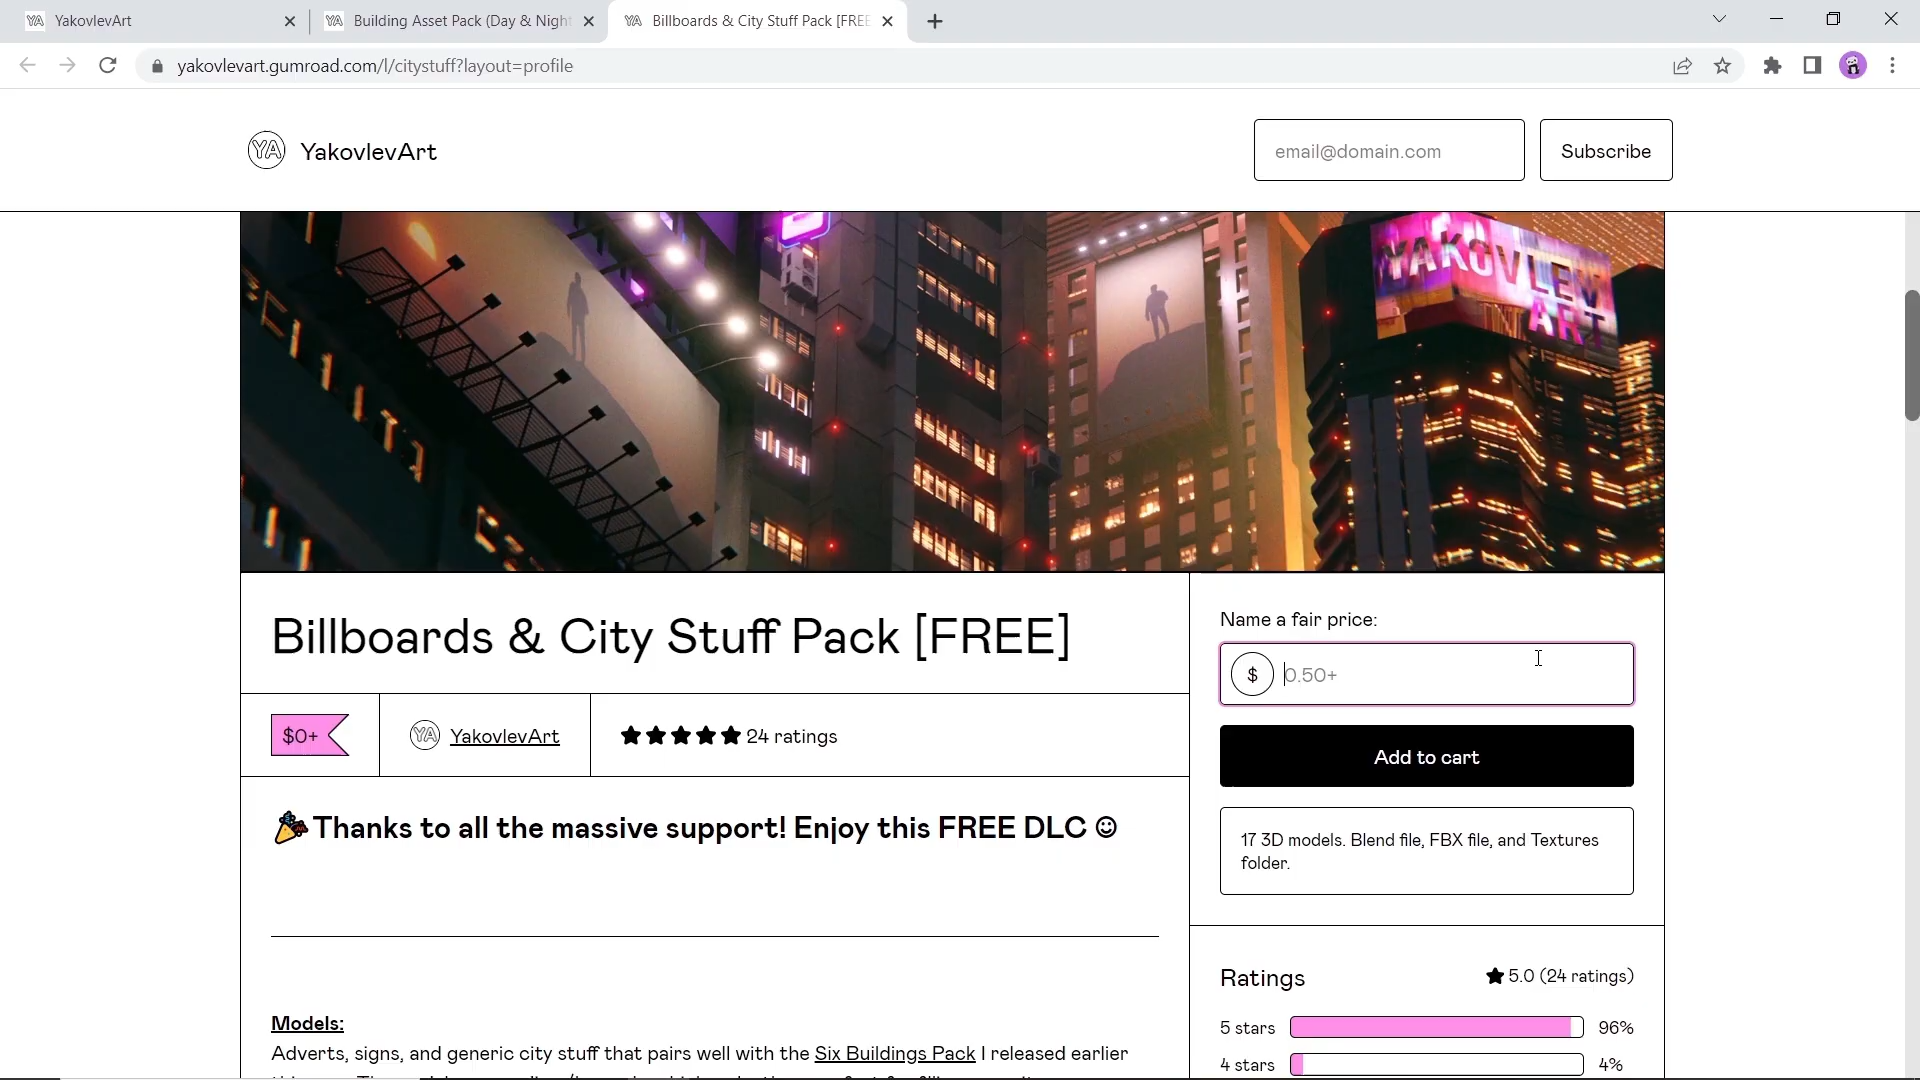 YakovlevArt
Building Asset Pack (Day & Night
Billboards & City Stuff Pack [FREE
yakovlevart.gumroad.com/l/citystuff?layout=profile
YA YakovlevArt
email@domain.com
Subscribe
YAKOVLEV
ART
Billboards & City Stuff Pack [FREE]
$0+
YA YakovlevArt
24 ratings
Thanks to all the massive support! Enjoy this FREE DLC
Models:
Adverts, signs, and generic city stuff that pairs well with the Six Buildings Pack I released earlier
Name a fair price:
$ 0.50+
Add to cart
17 3D models. Blend file, FBX file, and Textures
folder.
Ratings
5.0 (24 ratings)
5 stars
96%
4 stars
4%